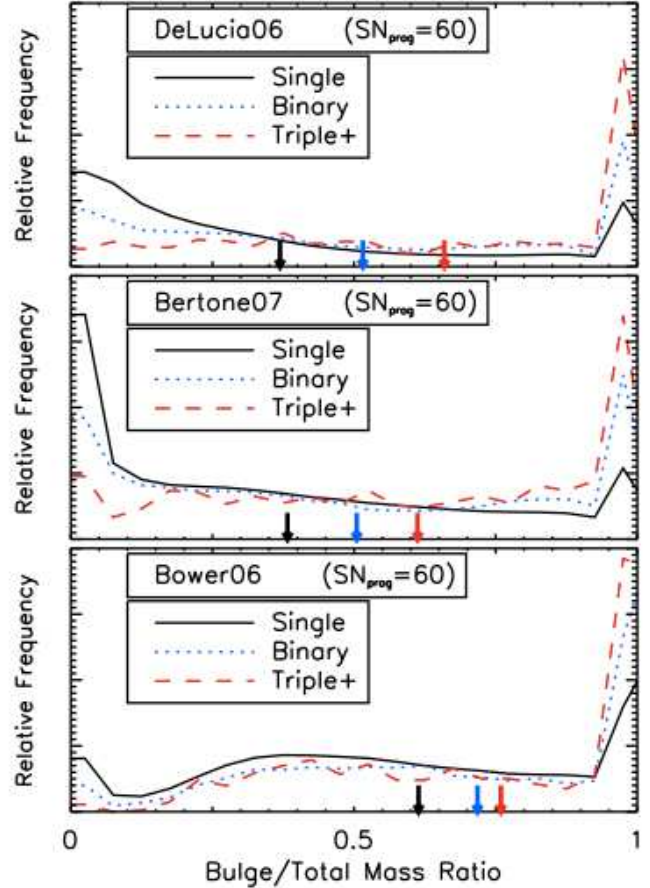 DeLucia06 (SNprog=60)
Single
Binary
Triple+
Relative Frequency
Bertone07 (SNprog=60)
Single
Binary
Triple+
Relative Frequency
Bower06 (SNprog=60)
Single
Binary
Triple+
Relative Frequency
0 0.5 1
Bulge/Total Mass Ratio